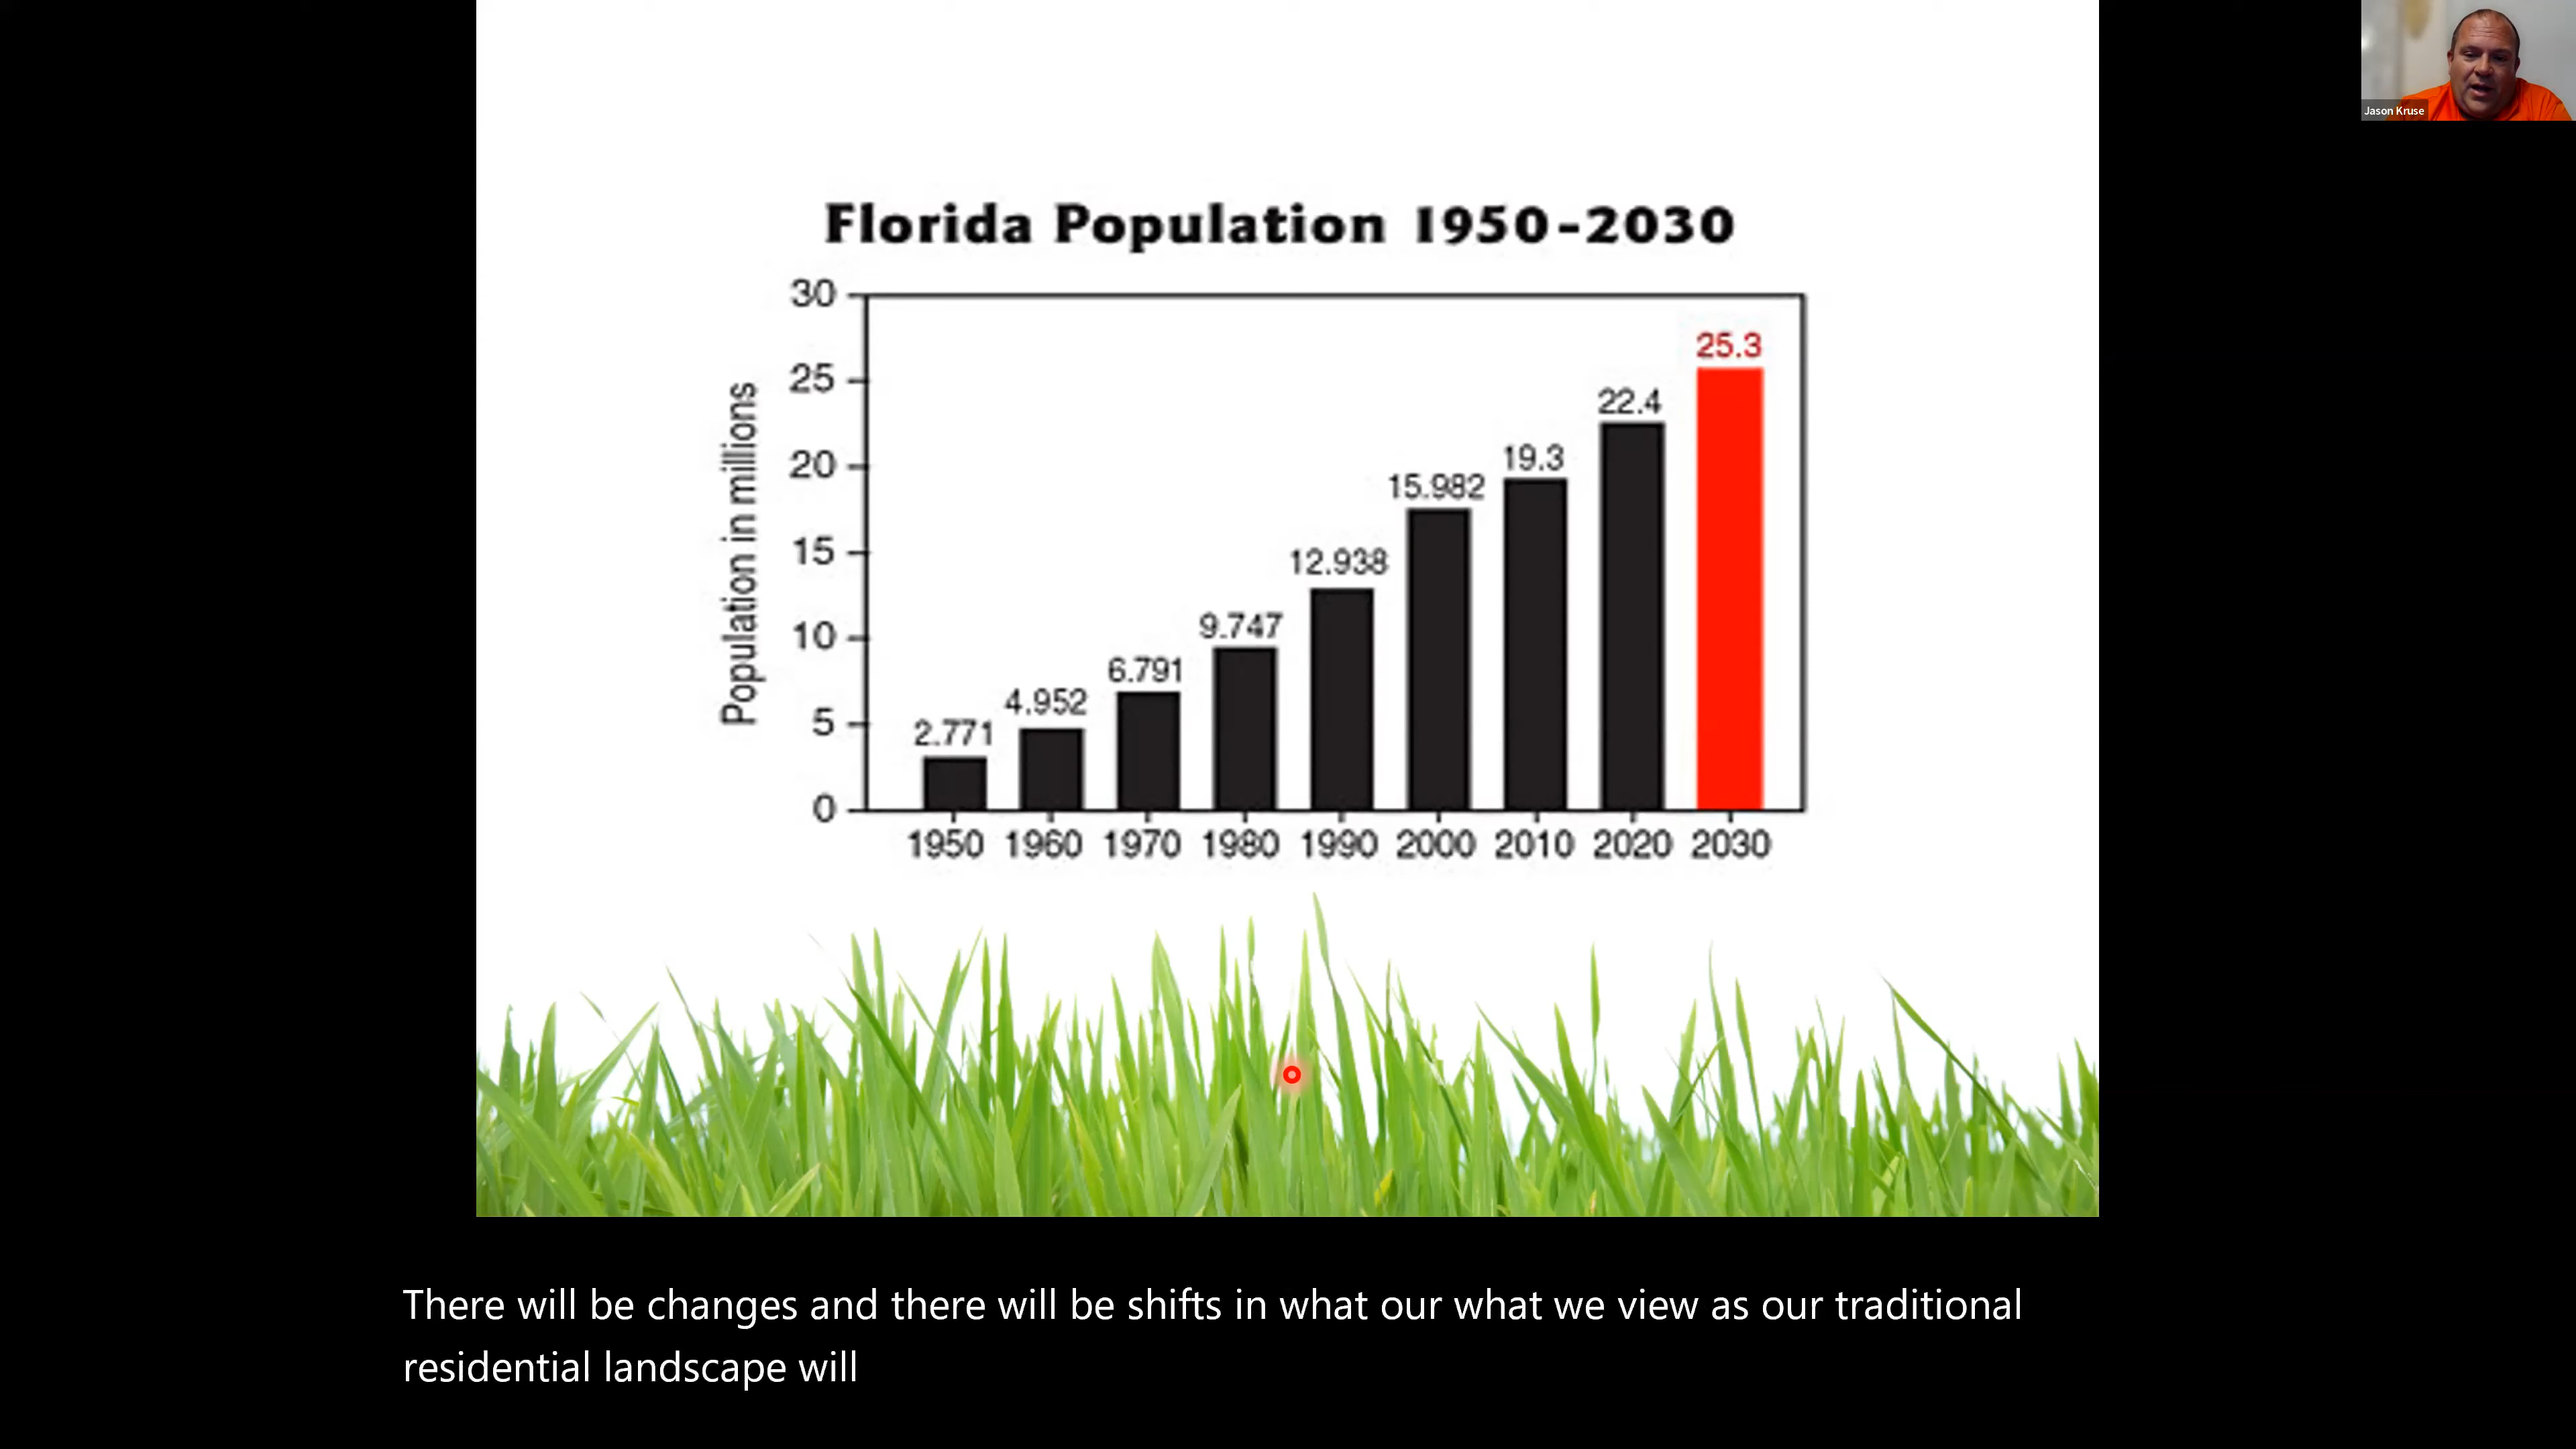 Jason Kruse
Florida Population 1950-2030
Population in millions
30
25
20
15
10
5
0
2.771
4.952
6.791
9.747
12.938
15.982
19.3
22.4
25.3
1950 1960 1970 1980 1990 2000 2010 2020 2030
There will be changes and there will be shifts in what our what we view as our traditional
residential landscape will